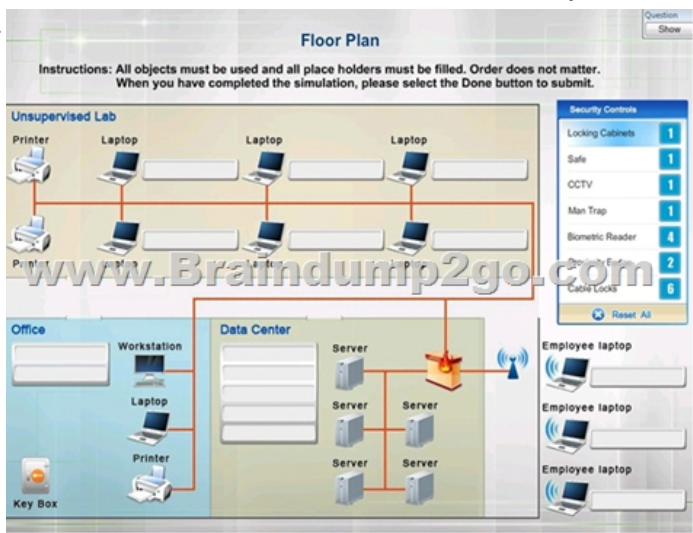 Question
Show
Floor Plan
Instructions: All objects must be used and all place holders must be filled. Order does not matter.
When you have completed the simulation, please select the Done button to submit.
Unsupervised Lab
Printer
Laptop
Laptop
Laptop
Printer
Laptop
Laptop
Laptop
www.Braindump2go.com
Security Controls
Locking Cabinets 1
Safe 1
CCTV 1
Man Trap 1
Biometric Reader 4
2
Cable Locks 6
Reset All
Office
Workstation
Laptop
Printer
Key Box
Data Center
Server
Server
Server
Server
Server
Employee laptop
Employee laptop
Employee laptop